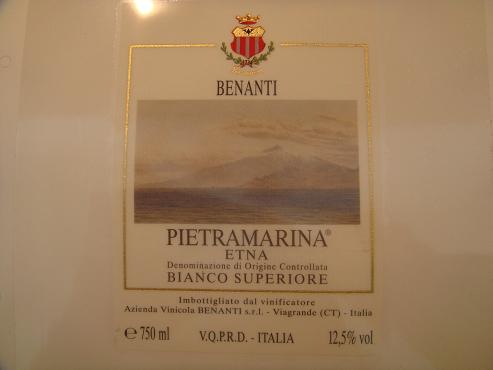 BENANTI
PIETRAMARINA®
ETNA
Denominazione di Origine Controllata
BIANCO SUPERIORE
Imbottigliato dal vinificatore
Azienda Vinicola BENANTI s.r.l. - Viagrande (CT) - Italia
℮ 750 ml V.Q.P.R.D. - ITALIA 12,5% vol